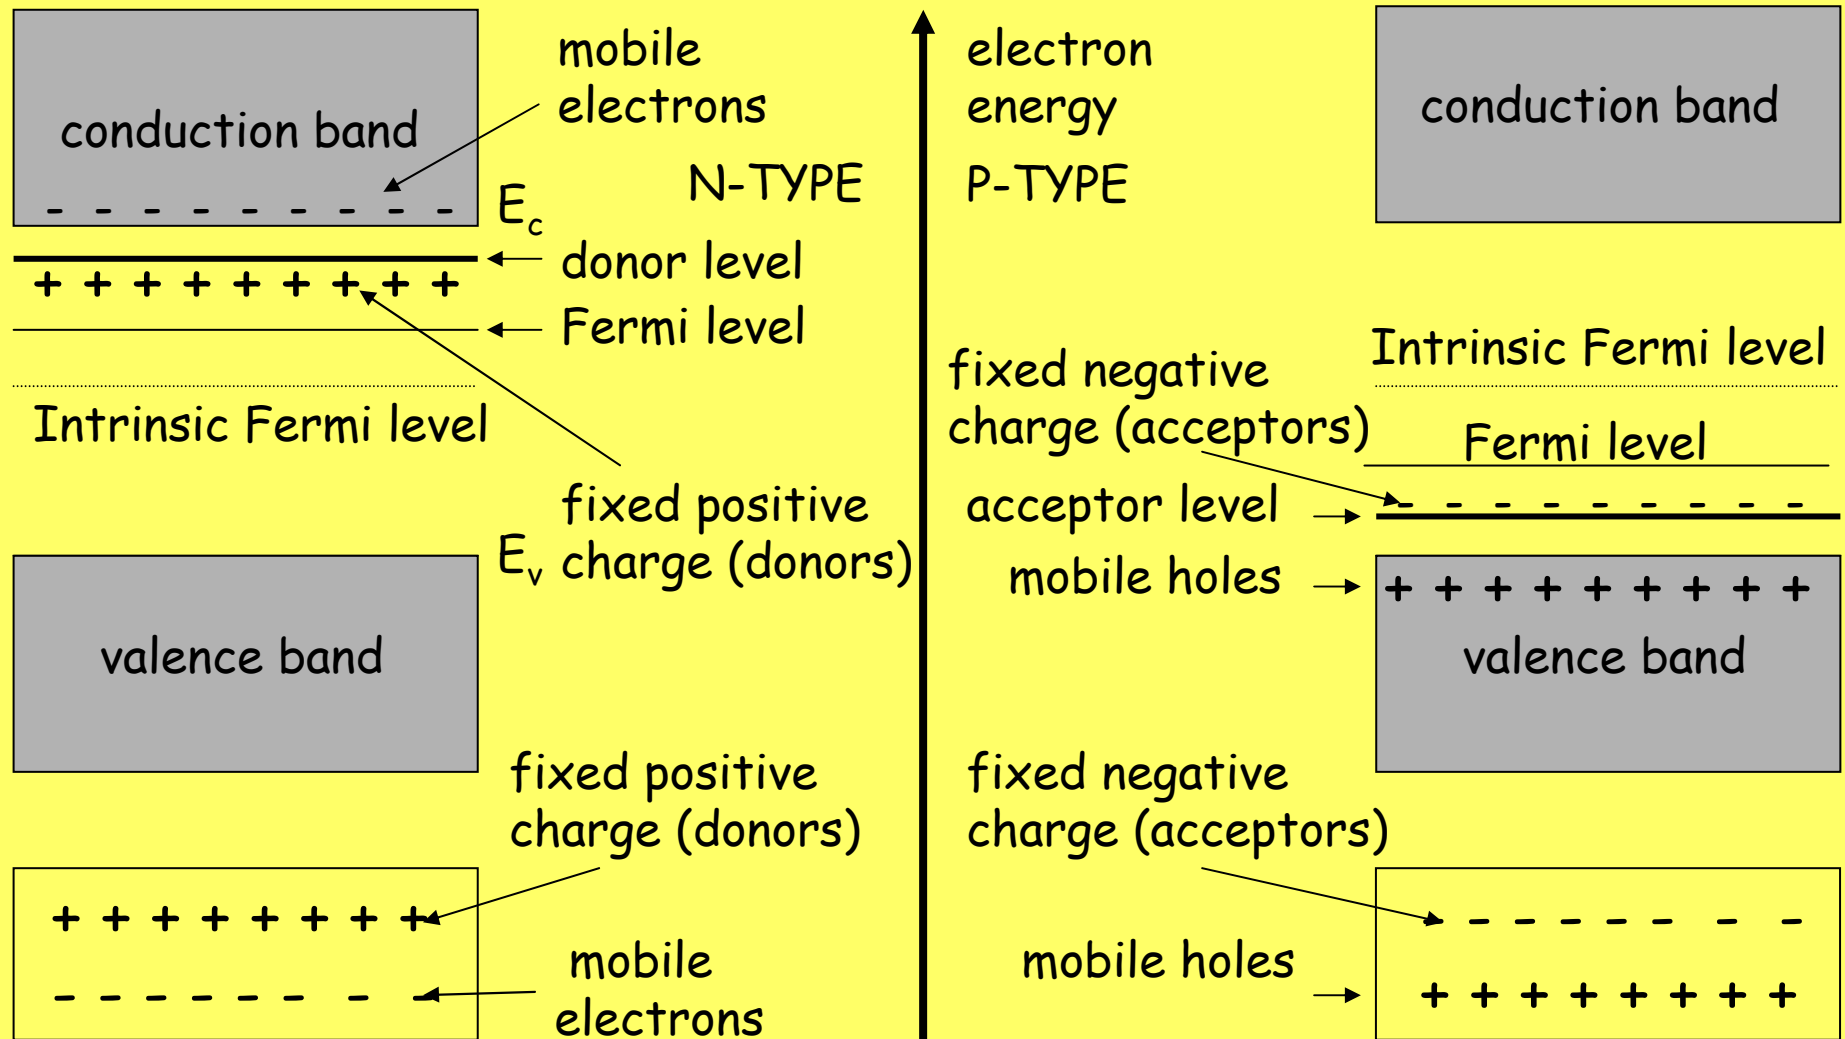 mobile
electrons
conduction band
- - - - - - - - -
E_c
N-TYPE
donor level
+ + + + + + + + +
Fermi level
Intrinsic Fermi level
fixed positive
charge (donors)
E_v
valence band
fixed positive
charge (donors)
+ + + + + + + +
mobile
electrons
- - - - - - - -
electron
energy
P-TYPE
conduction band
Intrinsic Fermi level
fixed negative
charge (acceptors)
Fermi level
acceptor level
- - - - - - - - -
mobile holes
+ + + + + + + + +
valence band
fixed negative
charge (acceptors)
- - - - - - - -
mobile holes
+ + + + + + + +